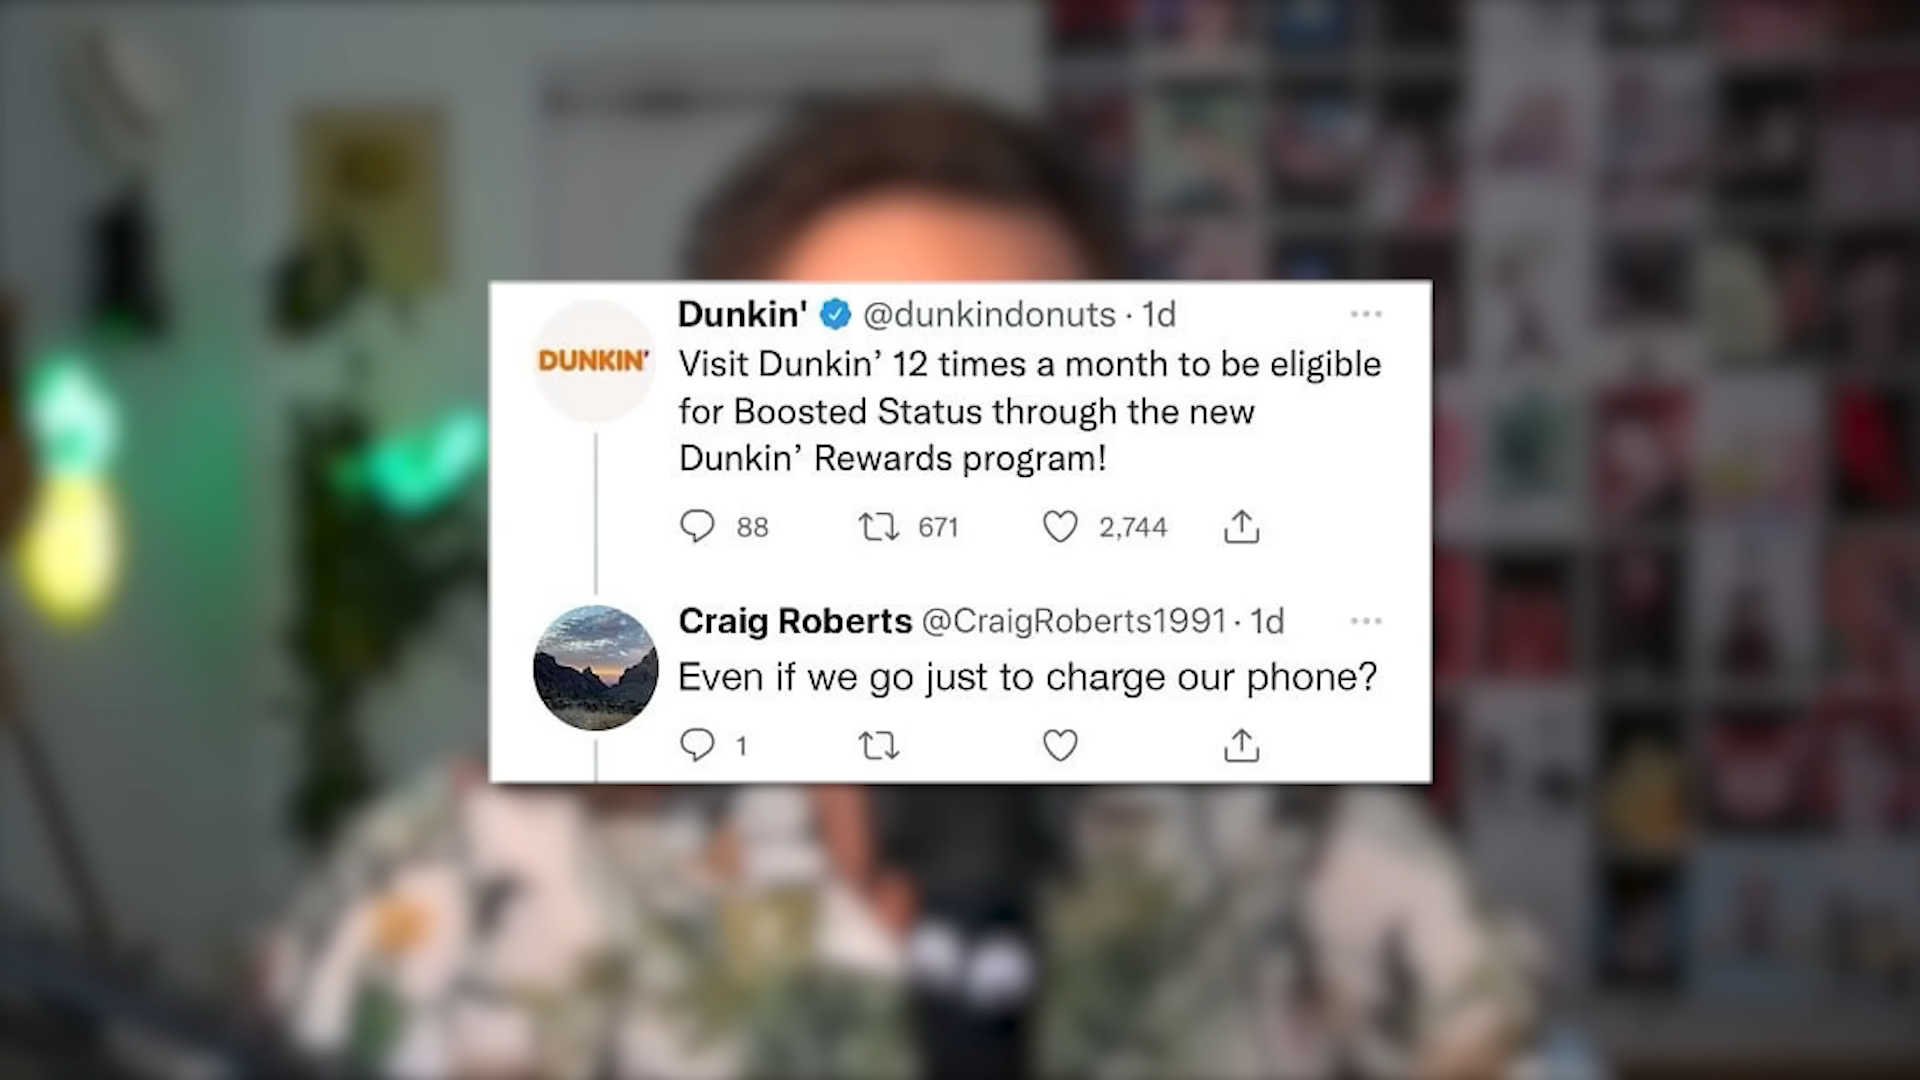 Dunkin' @dunkindonuts · 1d
DUNKIN'
Visit Dunkin’ 12 times a month to be eligible
for Boosted Status through the new
Dunkin’ Rewards program!
88 671 2,744
Craig Roberts @CraigRoberts1991 · 1d
Even if we go just to charge our phone?
1